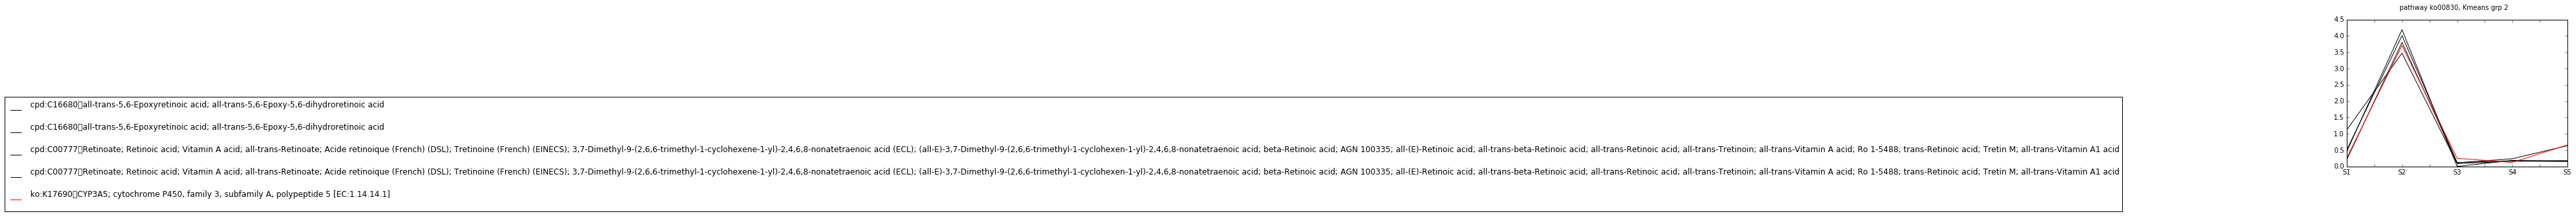 pathway ko00830, Kmeans grp 2
4.5
4.0
3.5
3.0
2.5
2.0
1.5
1.0
0.5
0.0
S1 S2 S3 S4 S5
cpd:C16680▯all-trans-5,6-Epoxyretinoic acid; all-trans-5,6-Epoxy-5,6-dihydroretinoic acid
cpd:C16680▯all-trans-5,6-Epoxyretinoic acid; all-trans-5,6-Epoxy-5,6-dihydroretinoic acid
cpd:C00777▯Retinoate; Retinoic acid; Vitamin A acid; all-trans-Retinoate; Acide retinoique (French) (DSL); Tretinoine (French) (EINECS); 3,7-Dimethyl-9-(2,6,6-trimethyl-1-cyclohexene-1-yl)-2,4,6,8-nonatetraenoic acid (ECL); (all-E)-3,7-Dimethyl-9-(2,6,6-trimethyl-1-cyclohexen-1-yl)-2,4,6,8-nonatetraenoic acid; beta-Retinoic acid; AGN 100335; all-(E)-Retinoic acid; all-trans-beta-Retinoic acid; all-trans-Retinoic acid; all-trans-Tretinoin; all-trans-Vitamin A acid; Ro 1-5488; trans-Retinoic acid; Tretin M; all-trans-Vitamin A1 acid
cpd:C00777▯Retinoate; Retinoic acid; Vitamin A acid; all-trans-Retinoate; Acide retinoique (French) (DSL); Tretinoine (French) (EINECS); 3,7-Dimethyl-9-(2,6,6-trimethyl-1-cyclohexene-1-yl)-2,4,6,8-nonatetraenoic acid (ECL); (all-E)-3,7-Dimethyl-9-(2,6,6-trimethyl-1-cyclohexen-1-yl)-2,4,6,8-nonatetraenoic acid; beta-Retinoic acid; AGN 100335; all-(E)-Retinoic acid; all-trans-beta-Retinoic acid; all-trans-Retinoic acid; all-trans-Tretinoin; all-trans-Vitamin A acid; Ro 1-5488; trans-Retinoic acid; Tretin M; all-trans-Vitamin A1 acid
ko:K17690▯CYP3A5; cytochrome P450, family 3, subfamily A, polypeptide 5 [EC:1.14.14.1]